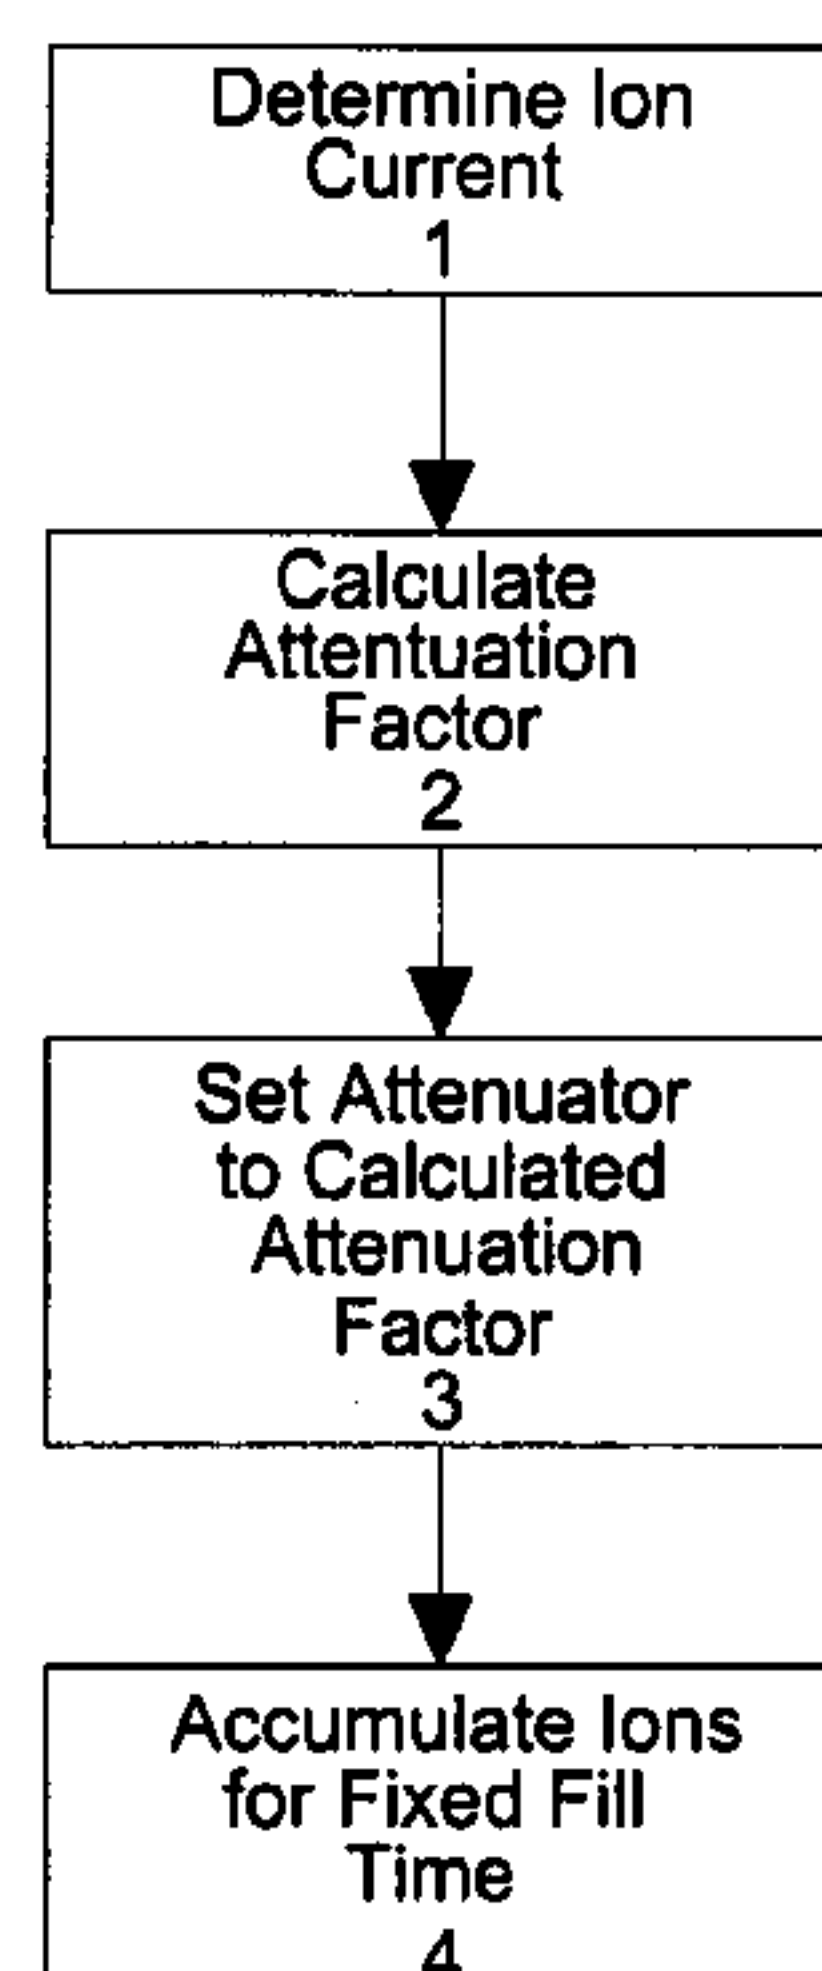 Determine Ion
Current
1
Calculate
Attentuation
Factor
2
Set Attenuator
to Calculated
Attenuation
Factor
3
Accumulate Ions
for Fixed Fill
Time
4